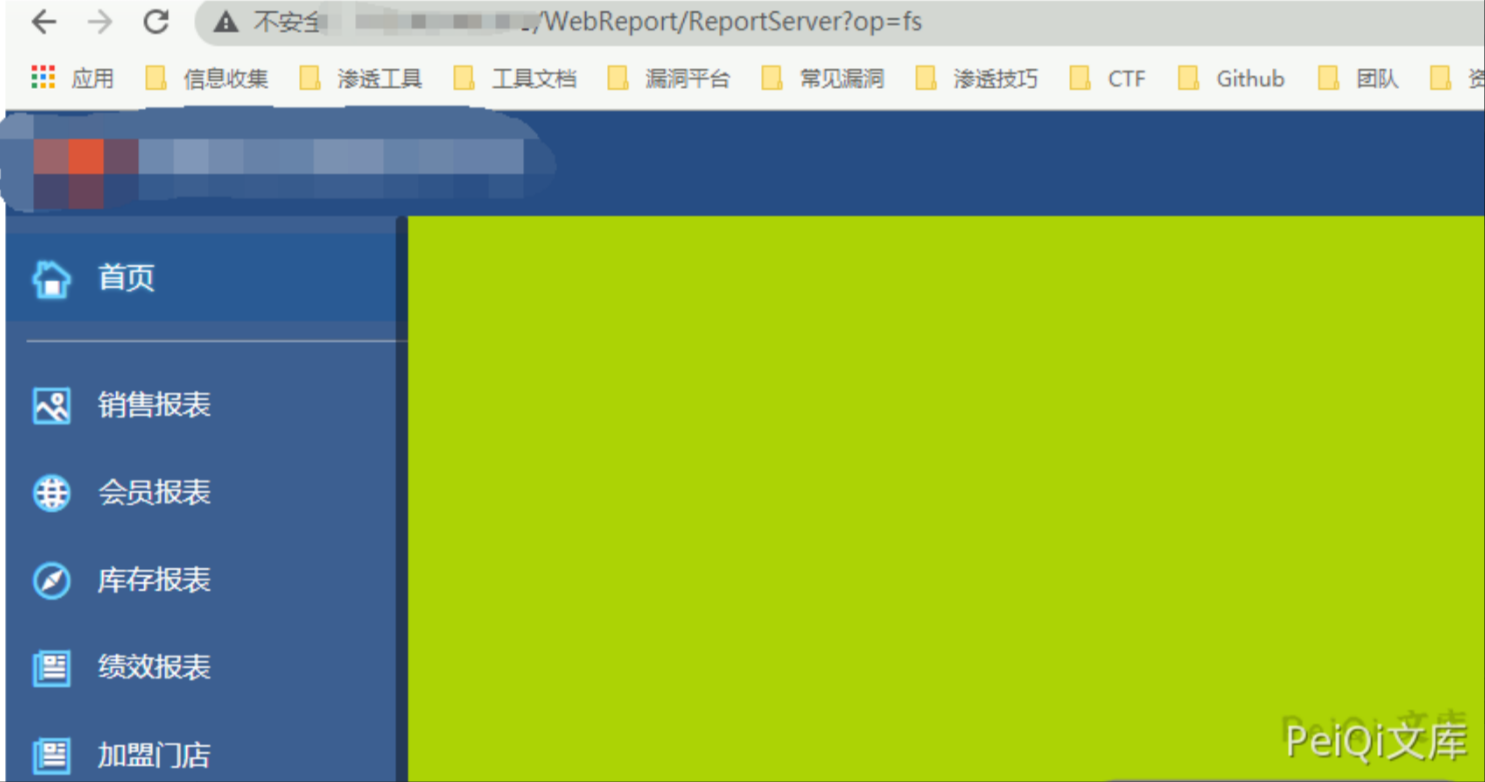 不安全 /WebReport/ReportServer?op=fs
应用 信息收集 渗透工具 工具文档 漏洞平台 常见漏洞 渗透技巧 CTF Github 团队
首页
销售报表
会员报表
库存报表
绩效报表
加盟门店
PeiQi文库